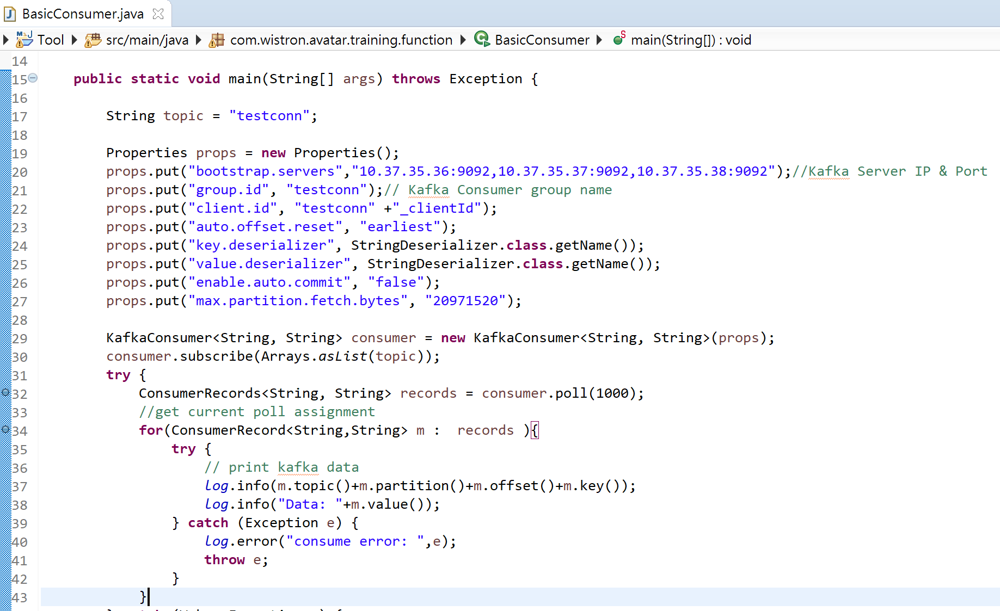 BasicConsumer.java
Tool src/main/java com.wistron.avatar.training.function BasicConsumer main(String[]) : void
14
15 public static void main(String[] args) throws Exception {
16
17 String topic = "testconn";
18
19 Properties props = new Properties();
20 props.put("bootstrap.servers","10.37.35.36:9092,10.37.35.37:9092,10.37.35.38:9092");//Kafka Server IP & Port
21 props.put("group.id", "testconn");// Kafka Consumer group name
22 props.put("client.id", "testconn" +"_clientId");
23 props.put("auto.offset.reset", "earliest");
24 props.put("key.deserializer", StringDeserializer.class.getName());
25 props.put("value.deserializer", StringDeserializer.class.getName());
26 props.put("enable.auto.commit", "false");
27 props.put("max.partition.fetch.bytes", "20971520");
28
29 KafkaConsumer<String, String> consumer = new KafkaConsumer<String, String>(props);
30 consumer.subscribe(Arrays.asList(topic));
31 try {
32 ConsumerRecords<String, String> records = consumer.poll(1000);
33 //get current poll assignment
34 for(ConsumerRecord<String,String> m :  records ){
35 try {
36 // print kafka data
37 log.info(m.topic()+m.partition()+m.offset()+m.key());
38 log.info("Data: "+m.value());
39 } catch (Exception e) {
40 log.error("consume error: ",e);
41 throw e;
42 }
43 }